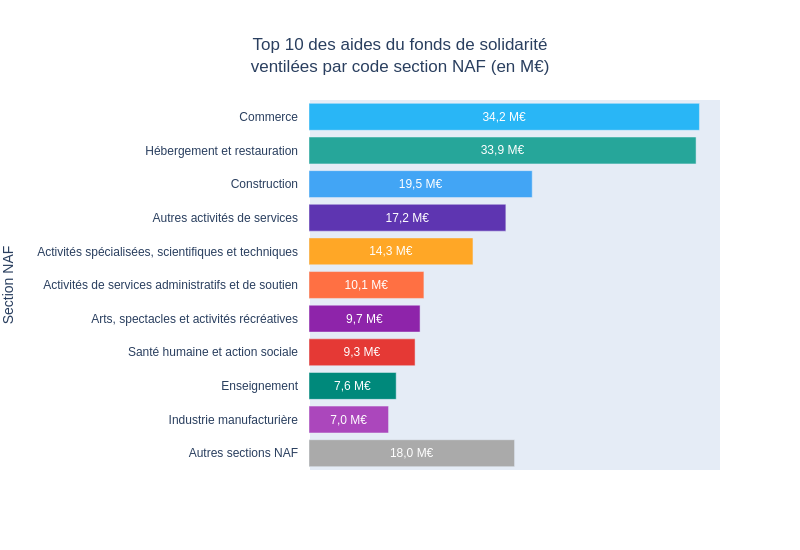 Top 10 des aides du fonds de solidarité
ventilées par code section NAF (en M€)
Section NAF
Commerce 34,2 M€
Hébergement et restauration 33,9 M€
Construction 19,5 M€
Autres activités de services 17,2 M€
Activités spécialisées, scientifiques et techniques 14,3 M€
Activités de services administratifs et de soutien 10,1 M€
Arts, spectacles et activités récréatives 9,7 M€
Santé humaine et action sociale 9,3 M€
Enseignement 7,6 M€
Industrie manufacturière 7,0 M€
Autres sections NAF 18,0 M€